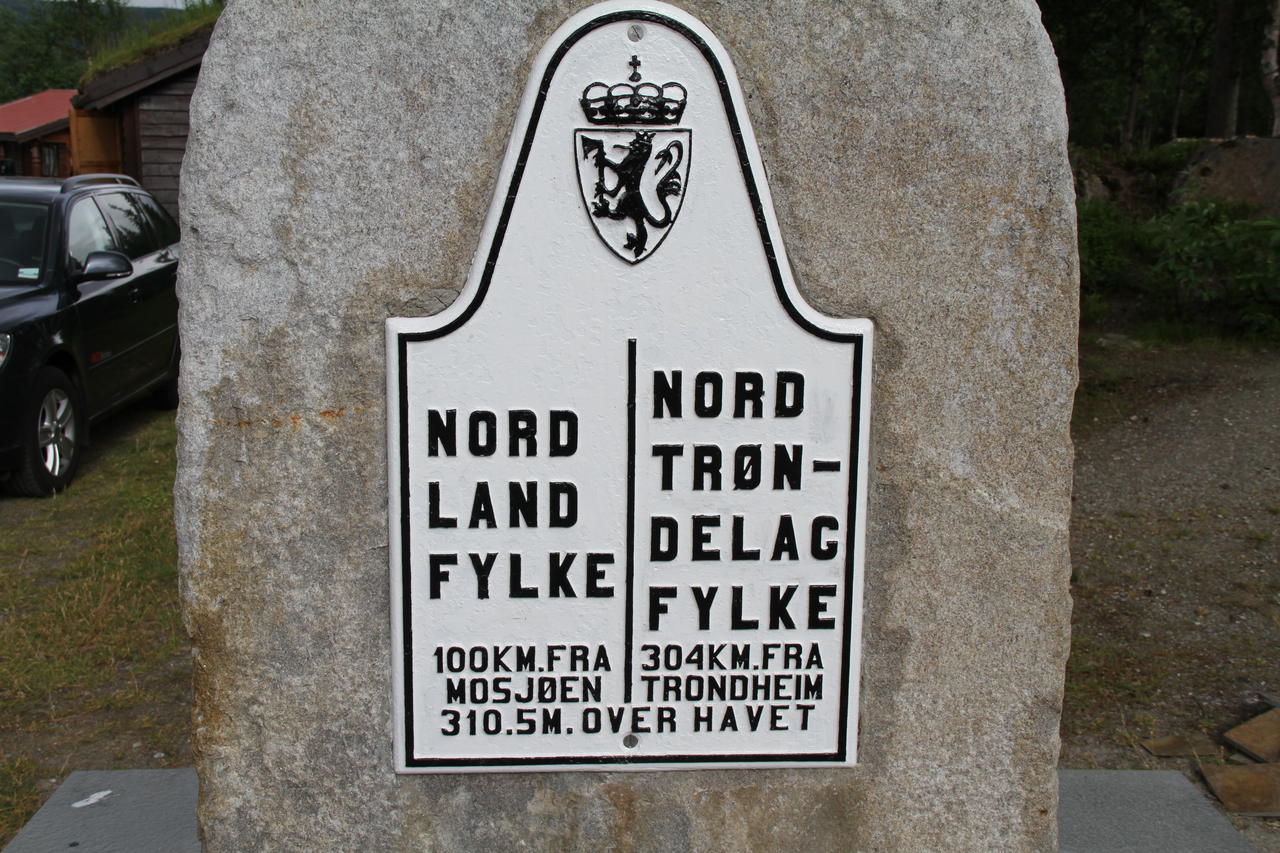 NORD
LAND
FYLKE
100KM.FRA
MOSJØEN
NORD
TRØN-
DELAG
FYLKE
304KM.FRA
TRONDHEIM
310.5M. OVER HAVET